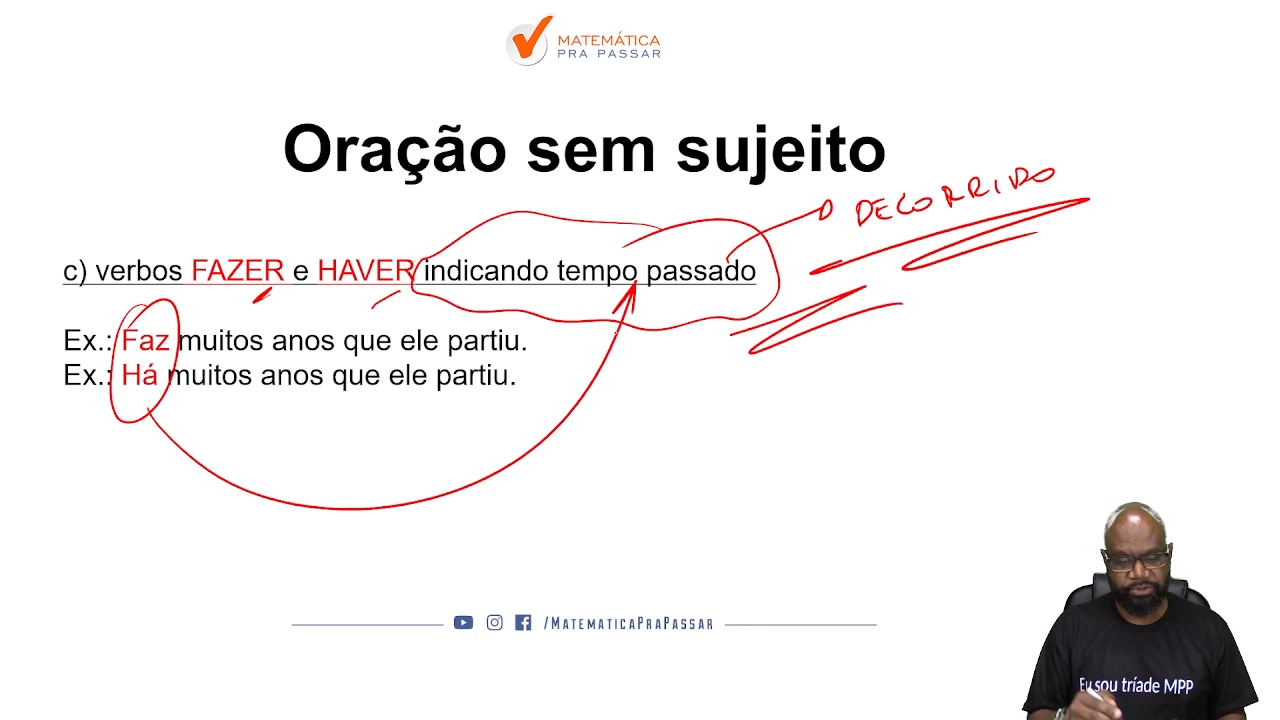 MATEMÁTICA
PRA PASSAR
Oração sem sujeito
DECORRIDO
c) verbos FAZER e HAVER indicando tempo passado
Ex.: Faz muitos anos que ele partiu.
Ex.: Há muitos anos que ele partiu.
/MATEMATICAPRAPASSAR
Eu sou tríade MPP